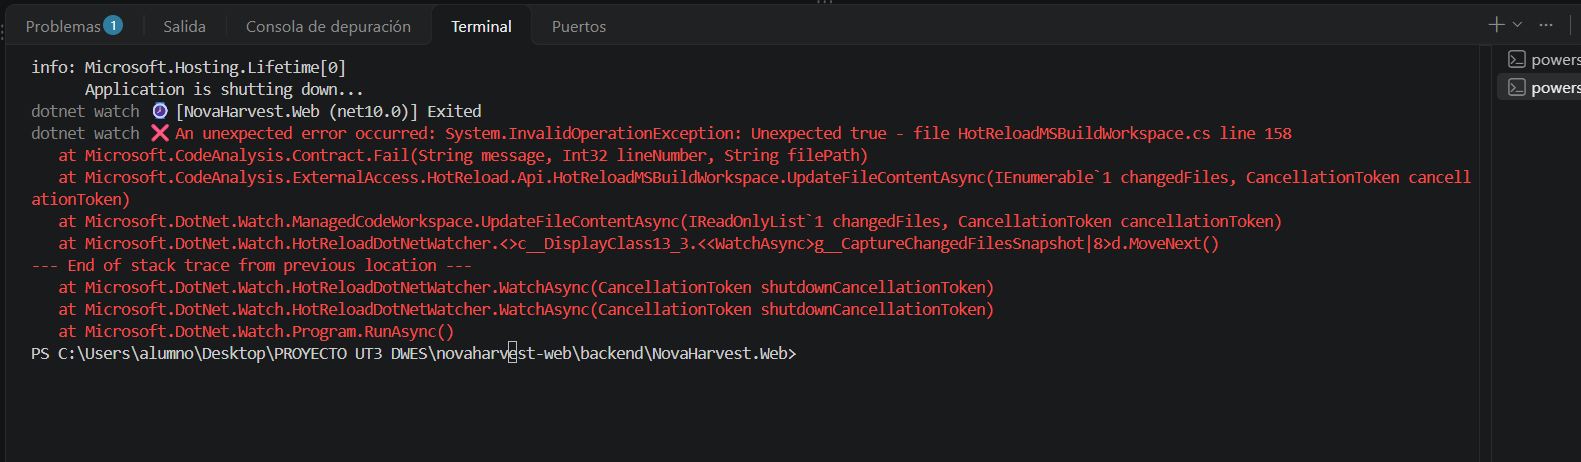 Problemas 1 Salida Consola de depuración Terminal Puertos
info: Microsoft.Hosting.Lifetime[0]
      Application is shutting down...
dotnet watch ⌚ [NovaHarvest.Web (net10.0)] Exited
dotnet watch ❌ An unexpected error occurred: System.InvalidOperationException: Unexpected true - file HotReloadMSBuildWorkspace.cs line 158
   at Microsoft.CodeAnalysis.Contract.Fail(String message, Int32 lineNumber, String filePath)
   at Microsoft.CodeAnalysis.ExternalAccess.HotReload.Api.HotReloadMSBuildWorkspace.UpdateFileContentAsync(IEnumerable`1 changedFiles, CancellationToken cancell
ationToken)
   at Microsoft.DotNet.Watch.ManagedCodeWorkspace.UpdateFileContentAsync(IReadOnlyList`1 changedFiles, CancellationToken cancellationToken)
   at Microsoft.DotNet.Watch.HotReloadDotNetWatcher.<>c__DisplayClass13_3.<<WatchAsync>g__CaptureChangedFilesSnapshot|8>d.MoveNext()
--- End of stack trace from previous location ---
   at Microsoft.DotNet.Watch.HotReloadDotNetWatcher.WatchAsync(CancellationToken shutdownCancellationToken)
   at Microsoft.DotNet.Watch.HotReloadDotNetWatcher.WatchAsync(CancellationToken shutdownCancellationToken)
   at Microsoft.DotNet.Watch.Program.RunAsync()
PS C:\Users\alumno\Desktop\PROYECTO UT3 DWES\novaharvest-web\backend\NovaHarvest.Web>
powers
powers